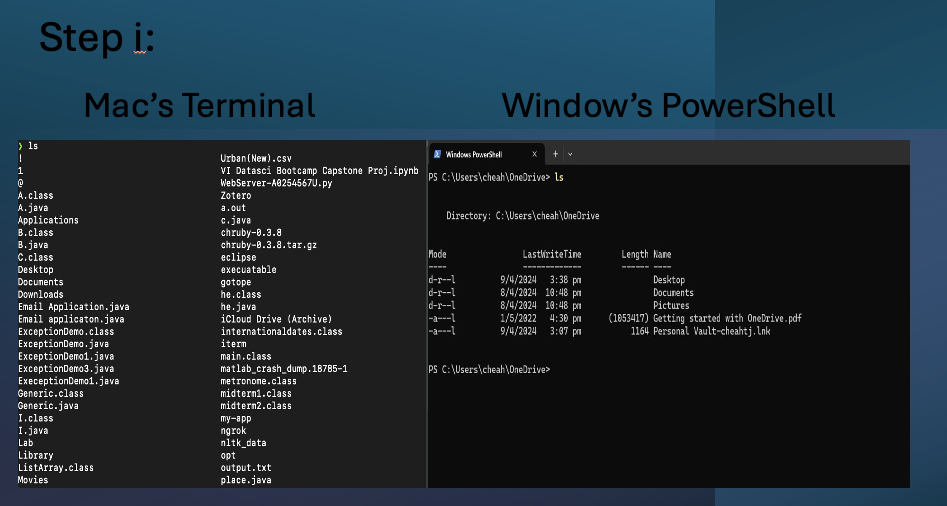 Step i:
Mac's Terminal
Window's PowerShell
❯ ls
! Urban(New).csv
1 VI Datasci Bootcamp Capstone Proj.ipynb
@ WebServer-A0254567U.py
A.class Zotero
A.java a.out
Applications c.java
B.class chruby-0.3.8
B.java chruby-0.3.8.tar.gz
C.class eclipse
Desktop execuatable
Documents gotope
Downloads he.class
Email Application.java he.java
Email applicaton.java iCloud Drive (Archive)
ExceptionDemo.class internationaldates.class
ExceptionDemo.java iterm
ExceptionDemo1.java main.class
ExceptionDemo3.java matlab_crash_dump.18785-1
ExeceptionDemo1.java metronome.class
Generic.class midterm1.class
Generic.java midterm2.class
I.class my-app
I.java ngrok
Lab nltk_data
Library opt
ListArray.class output.txt
Movies place.java
Windows PowerShell X + ⌄
PS C:\Users\cheah\OneDrive> ls
Directory: C:\Users\cheah\OneDrive
Mode LastWriteTime Length Name
---- ------------- ------ ----
d-r--l 9/4/2024 3:38 pm Desktop
d-r--l 8/4/2024 10:48 pm Documents
d-r--l 8/4/2024 10:48 pm Pictures
-a---l 1/5/2022 4:30 pm (1053417) Getting started with OneDrive.pdf
-a---l 9/4/2024 3:07 pm 1164 Personal Vault-cheahtj.lnk
PS C:\Users\cheah\OneDrive>